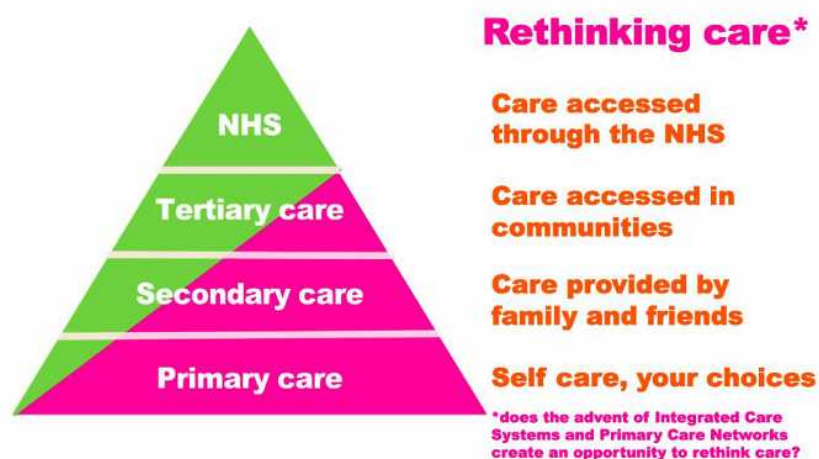 Rethinking care*
NHS
Care accessed
through the NHS
Tertiary care
Care accessed in
communities
Secondary care
Care provided by
family and friends
Primary care
Self care, your choices
*does the advent of Integrated Care
Systems and Primary Care Networks
create an opportunity to rethink care?